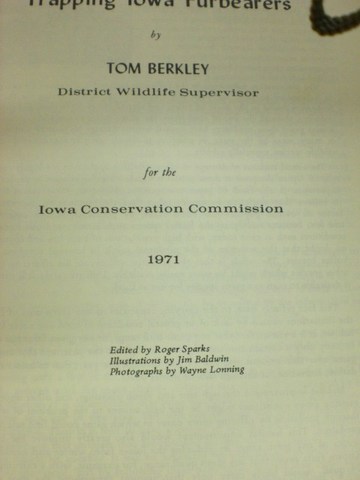 Trapping Iowa Furbearers
by
TOM BERKLEY
District Wildlife Supervisor
for the
Iowa Conservation Commission
1971
Edited by Roger Sparks
Illustrations by Jim Baldwin
Photographs by Wayne Lonning